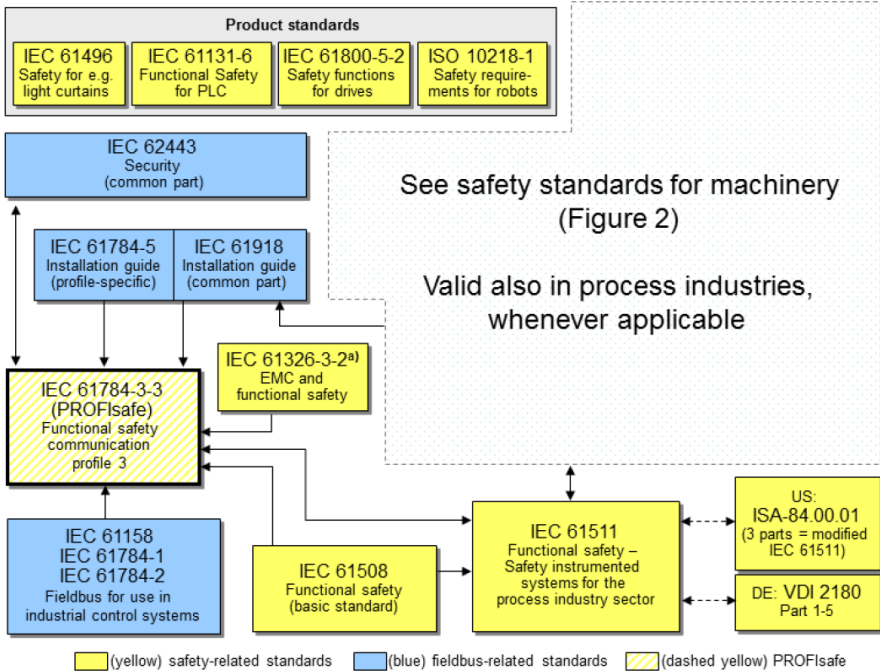 Product standards
IEC 61496
Safety for e.g.
light curtains
IEC 61131-6
Functional Safety
for PLC
IEC 61800-5-2
Safety functions
for drives
ISO 10218-1
Safety require-
ments for robots
IEC 62443
Security
(common part)
See safety standards for machinery
(Figure 2)
Valid also in process industries,
whenever applicable
IEC 61784-5
Installation guide
(profile-specific)
IEC 61918
Installation guide
(common part)
IEC 61326-3-2a)
EMC and
functional safety
IEC 61784-3-3
(PROFIsafe)
Functional safety
communication
profile 3
IEC 61158
IEC 61784-1
IEC 61784-2
Fieldbus for use in
industrial control systems
IEC 61508
Functional safety
(basic standard)
IEC 61511
Functional safety –
Safety instrumented
systems for the
process industry sector
US:
ISA-84.00.01
(3 parts = modified
IEC 61511)
DE: VDI 2180
Part 1-5
(yellow) safety-related standards
(blue) fieldbus-related standards
(dashed yellow) PROFIsafe